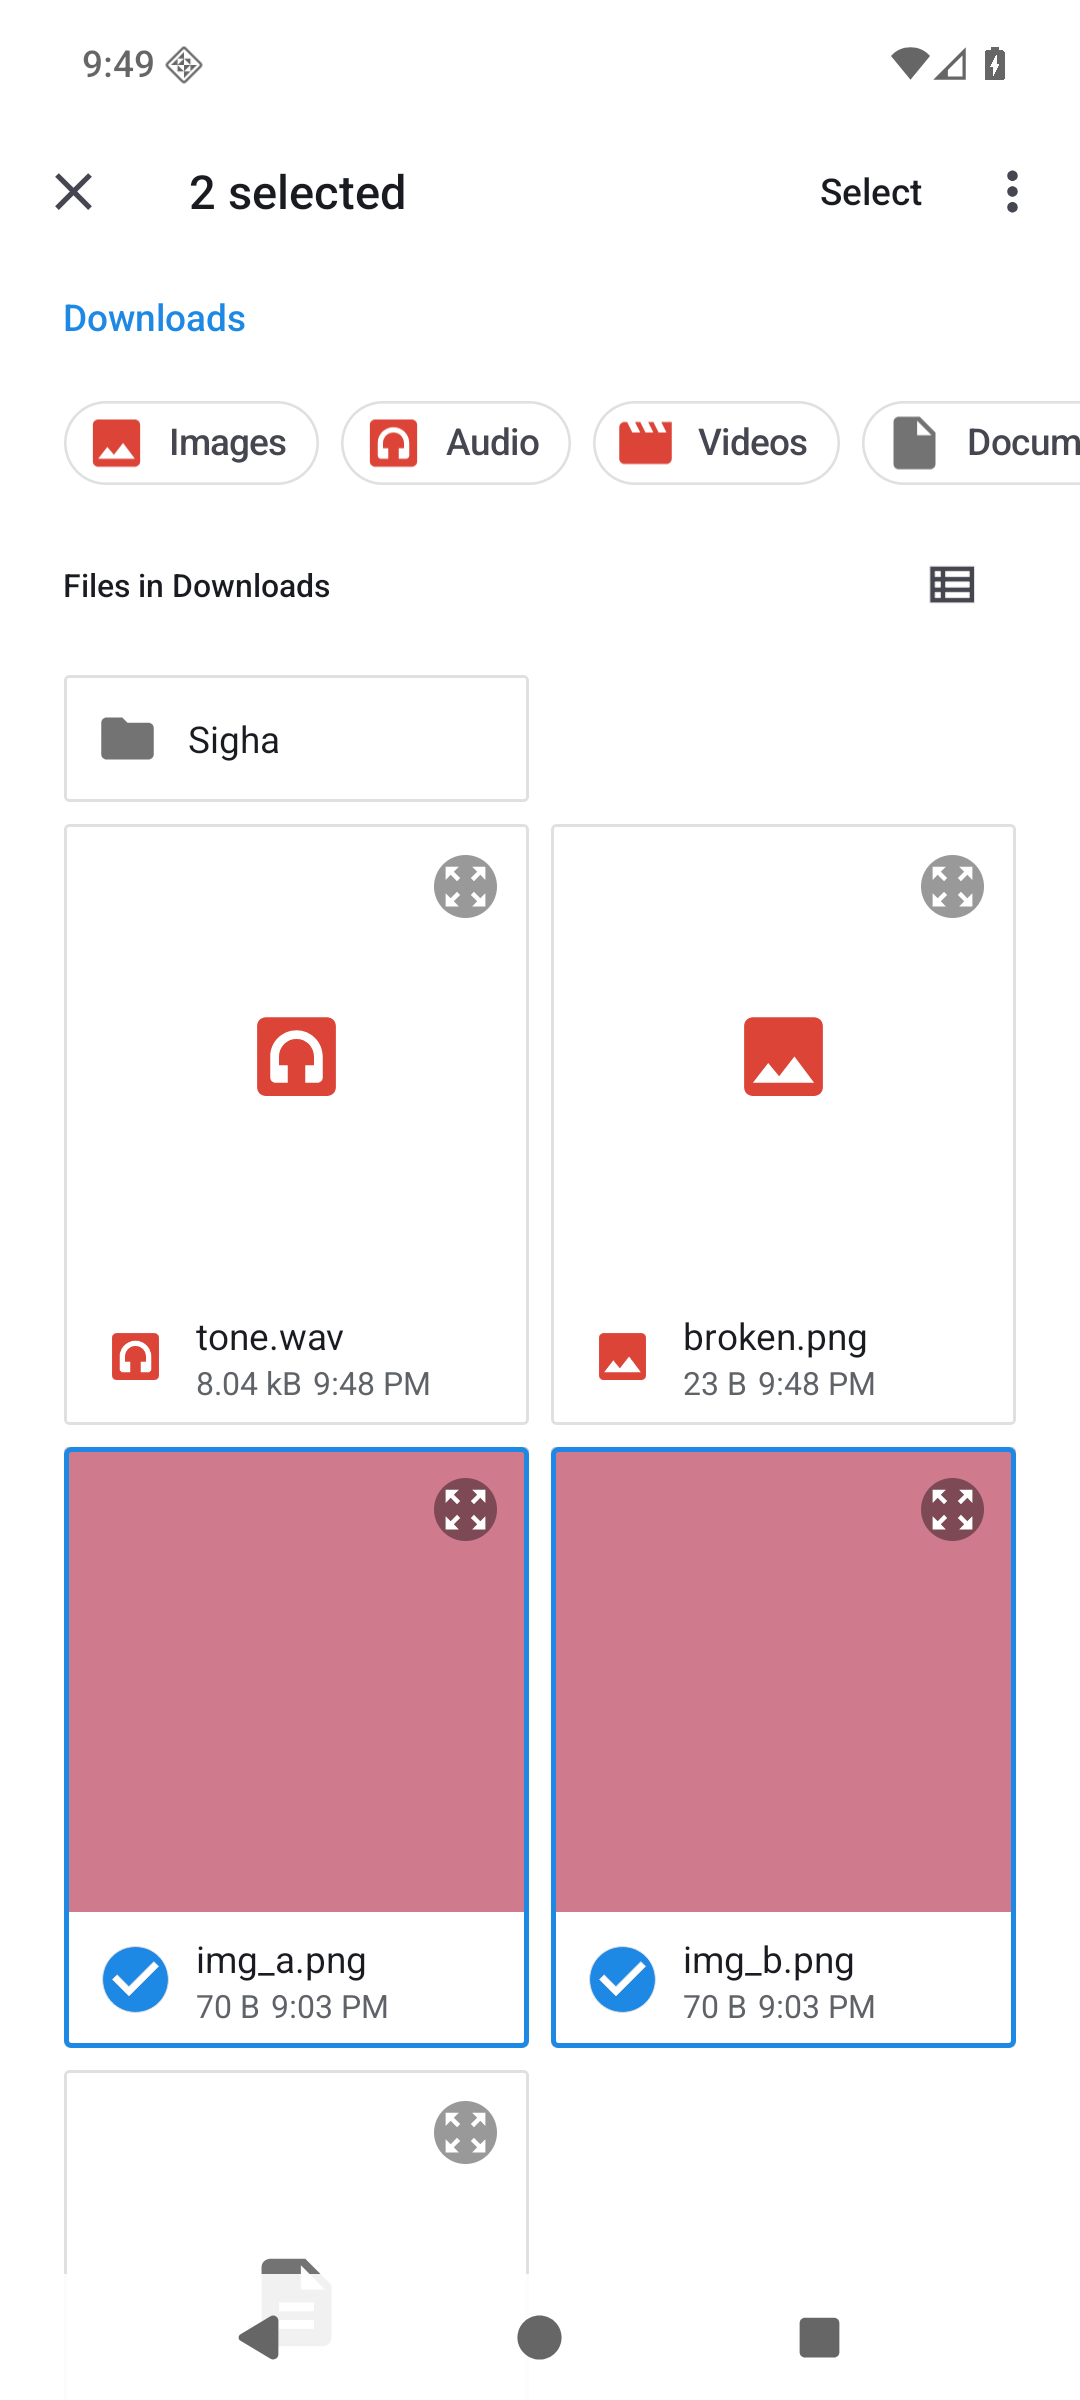 9:49
2 selected
Select
Downloads
Images
Audio
Videos
Docum
Files in Downloads
Sigha
tone.wav
8.04 kB 9:48 PM
broken.png
23 B 9:48 PM
img_a.png
70 B 9:03 PM
img_b.png
70 B 9:03 PM